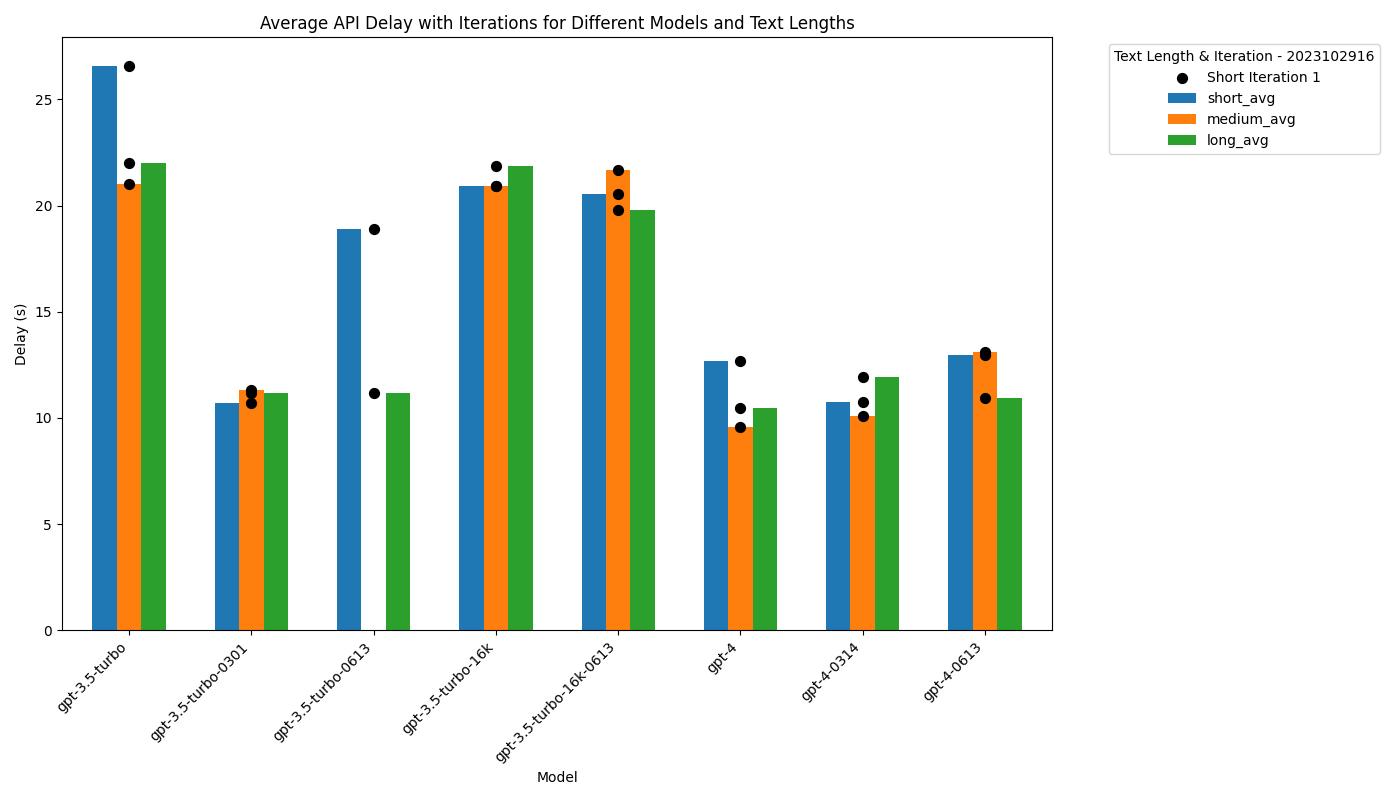 Average API Delay with Iterations for Different Models and Text Lengths
Text Length & Iteration - 2023102916
Short Iteration 1
short_avg
medium_avg
long_avg
Delay (s)
25
20
15
10
5
0
gpt-3.5-turbo
gpt-3.5-turbo-0301
gpt-3.5-turbo-0613
gpt-3.5-turbo-16k
gpt-3.5-turbo-16k-0613
gpt-4
gpt-4-0314
gpt-4-0613
Model